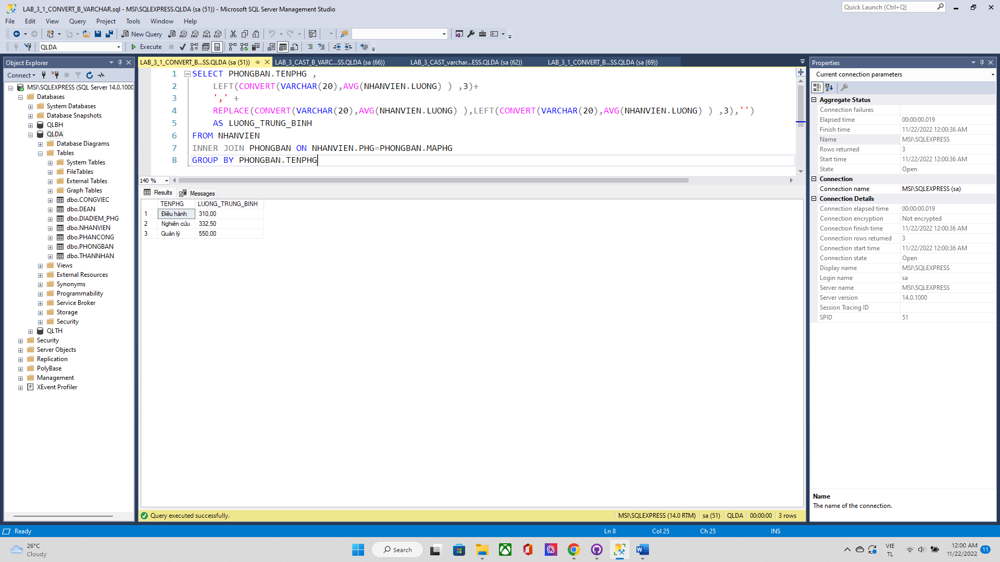 LAB_3_1_CONVERT_B_VARCHAR.sql - MSI\SQLEXPRESS.QLDA (sa (51)) - Microsoft SQL Server Management Studio
Quick Launch (Ctrl+Q)
File Edit View Query Project Tools Window Help
New Query
MDX DMX XMLA DAX
QLDA
Execute
Object Explorer
Connect
MSI\SQLEXPRESS (SQL Server 14.0.1000
Databases
System Databases
Database Snapshots
QLBH
QLDA
Database Diagrams
Tables
System Tables
FileTables
External Tables
Graph Tables
dbo.CONGVIEC
dbo.DEAN
dbo.DIADIEM_PHG
dbo.NHANVIEN
dbo.PHANCONG
dbo.PHONGBAN
dbo.THANNHAN
Views
External Resources
Synonyms
Programmability
Service Broker
Storage
Security
QLTH
Security
Server Objects
Replication
PolyBase
Management
XEvent Profiler
LAB_3_1_CONVERT_B...SS.QLDA (sa (51)) LAB_3_CAST_B_VARC...SS.QLDA (sa (66)) LAB_3_CAST_varchar...ESS.QLDA (sa (62)) LAB_3_1_CONVERT_B...SS.QLDA (sa (69))
1 SELECT PHONGBAN.TENPHG ,
2 LEFT(CONVERT(VARCHAR(20),AVG(NHANVIEN.LUONG) ) ,3)+
3 ',' +
4 REPLACE(CONVERT(VARCHAR(20),AVG(NHANVIEN.LUONG) ),LEFT(CONVERT(VARCHAR(20),AVG(NHANVIEN.LUONG) ) ,3),'')
5 AS LUONG_TRUNG_BINH
6 FROM NHANVIEN
7 INNER JOIN PHONGBAN ON NHANVIEN.PHG=PHONGBAN.MAPHG
8 GROUP BY PHONGBAN.TENPHG
140 %
Results Messages
TENPHG LUONG_TRUNG_BINH
1 Điều hành 310,00
2 Nghiên cứu 332,50
3 Quản lý 550,00
Query executed successfully.
MSI\SQLEXPRESS (14.0 RTM) sa (51) QLDA 00:00:00 3 rows
Properties
Current connection parameters
Aggregate Status
Connection failures
Elapsed time 00:00:00.019
Finish time 11/22/2022 12:00:36 AM
Name MSI\SQLEXPRESS
Rows returned 3
Start time 11/22/2022 12:00:36 AM
State Open
Connection
Connection name MSI\SQLEXPRESS (sa)
Connection Details
Connection elapsed time 00:00:00.019
Connection encryption Not encrypted
Connection finish time 11/22/2022 12:00:36 AM
Connection rows returned 3
Connection start time 11/22/2022 12:00:36 AM
Connection state Open
Display name MSI\SQLEXPRESS
Login name sa
Server name MSI\SQLEXPRESS
Server version 14.0.1000
Session Tracing ID
SPID 51
Name
The name of the connection.
Ready Ln 8 Col 25 Ch 25 INS
26°C
Cloudy
Search
VIE
TL
12:00 AM
11/22/2022
11